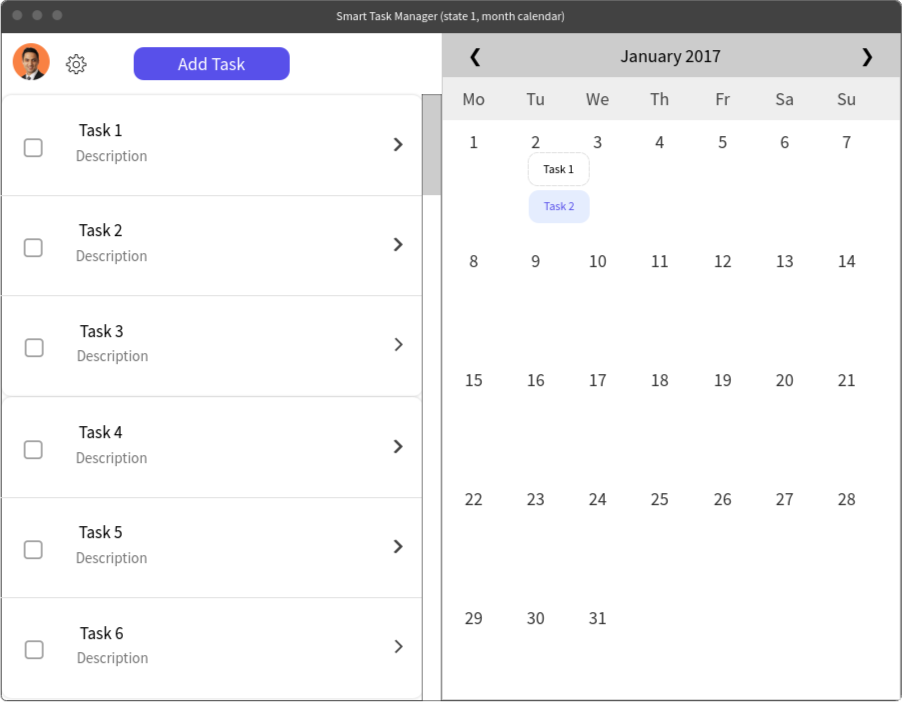 Smart Task Manager (state 1, month calendar)
Add Task
Task 1
Description
Task 2
Description
Task 3
Description
Task 4
Description
Task 5
Description
Task 6
Description
❮ January 2017 ❯
Mo Tu We Th Fr Sa Su
1 2 3 4 5 6 7
Task 1
Task 2
8 9 10 11 12 13 14
15 16 17 18 19 20 21
22 23 24 25 26 27 28
29 30 31